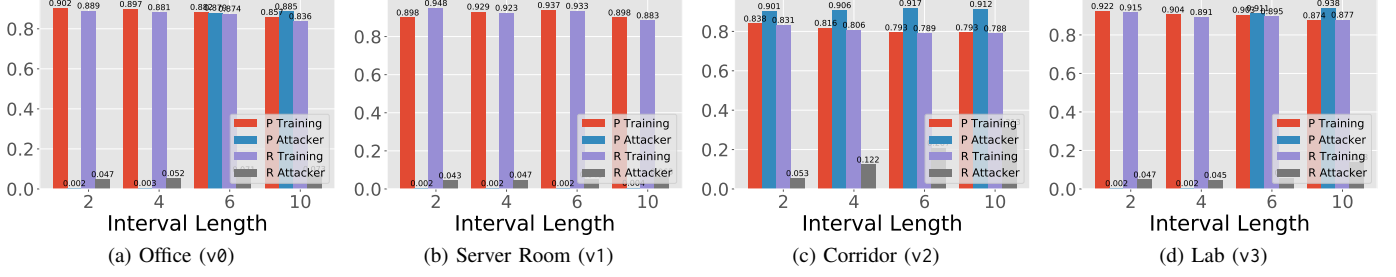 0.902 0.897 0.874 0.885
0.889 0.881 0.857 0.836
0.8
0.6
0.4
0.2
0.0
0.002 0.047 0.003 0.052
P Training
P Attacker
R Training
R Attacker
2 4 6 10
Interval Length
(a) Office (v0)
0.948 0.929 0.923 0.937 0.933
0.898 0.898 0.883
0.8
0.6
0.4
0.2
0.0
0.002 0.043 0.002 0.047 0.002
P Training
P Attacker
R Training
R Attacker
2 4 6 10
Interval Length
(b) Server Room (v1)
0.901 0.906 0.917 0.912
0.838 0.831 0.816 0.806 0.793 0.789 0.793 0.788
0.8
0.6
0.4
0.2
0.0
0.053 0.122
P Training
P Attacker
R Training
R Attacker
2 4 6 10
Interval Length
(c) Corridor (v2)
0.922 0.915 0.904 0.891 0.911 0.895 0.938
0.874 0.877
0.8
0.6
0.4
0.2
0.0
0.002 0.047 0.002 0.045
P Training
P Attacker
R Training
R Attacker
2 4 6 10
Interval Length
(d) Lab (v3)